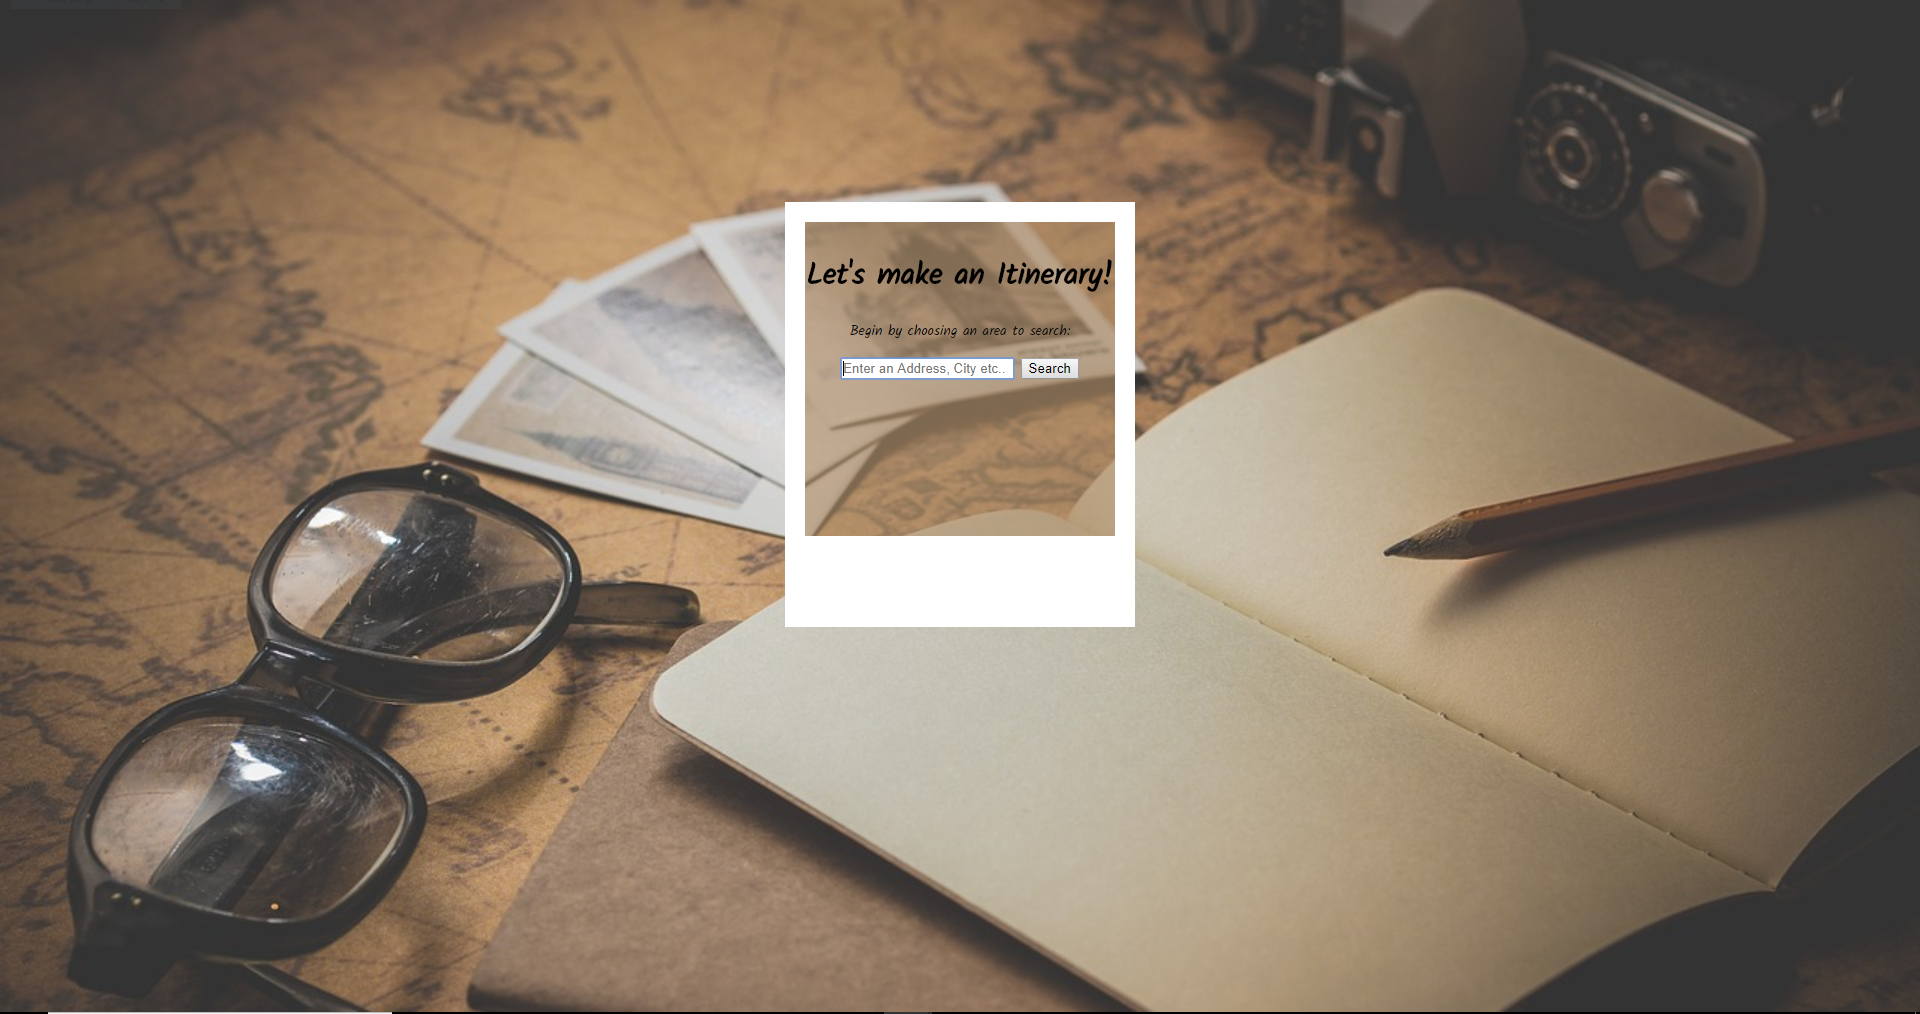 Let's make an Itinerary!
Begin by choosing an area to search:
Enter an Address, City etc..
Search